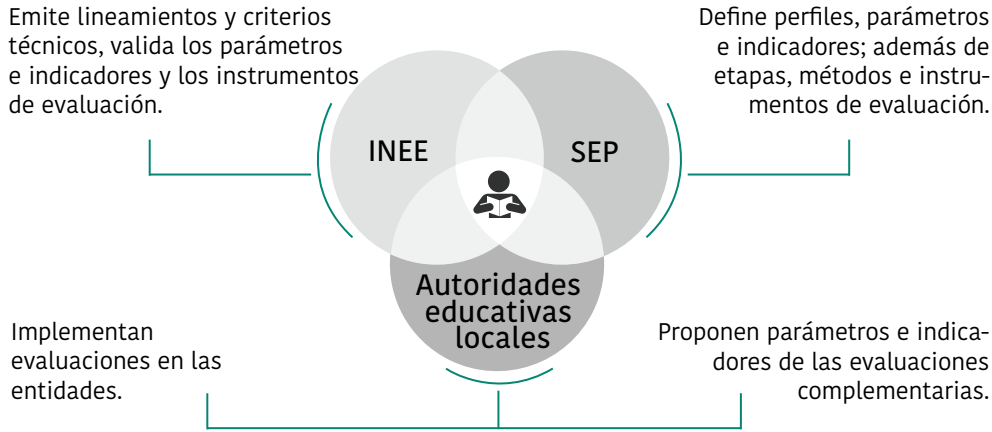 Emite lineamientos y criterios
técnicos, valida los parámetros
e indicadores y los instrumentos
de evaluación.
Define perfiles, parámetros
e indicadores; además de
etapas, métodos e instru-
mentos de evaluación.
INEE
SEP
Autoridades
educativas
locales
Implementan
evaluaciones en las
entidades.
Proponen parámetros e indica-
dores de las evaluaciones
complementarias.